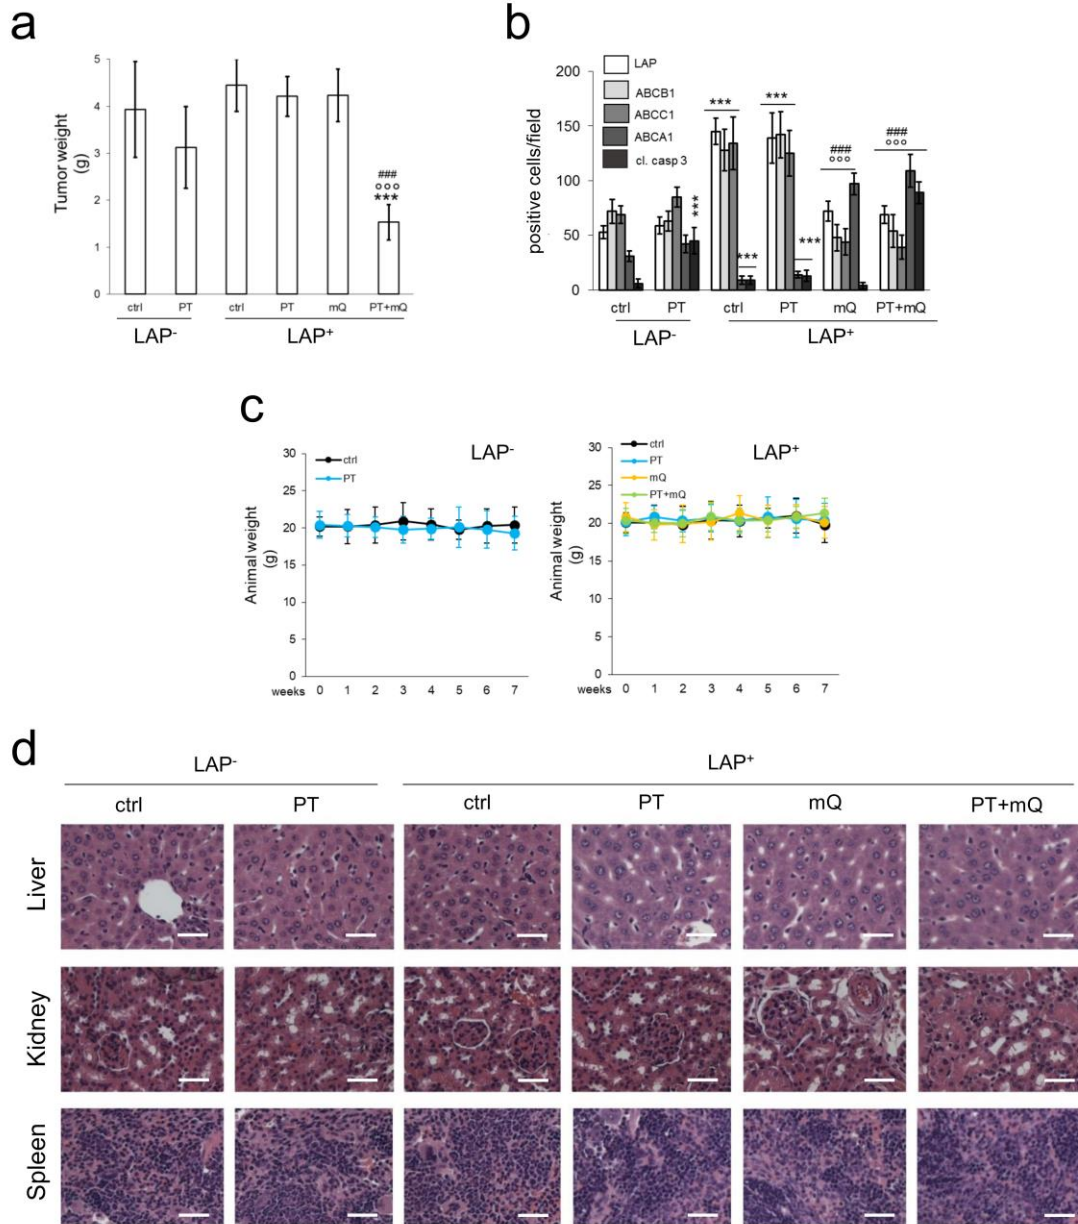 a
Tumor weight
(g)
5
4
3
2
1
0
###
°°°
***
ctrl
PT
ctrl
PT
mQ
PT+mQ
LAP-
LAP+
b
positive cells/field
200
150
100
50
0
LAP
ABCB1
ABCC1
ABCA1
cl. casp 3
***
***
***
***
***
###
°°°
###
°°°
ctrl
PT
ctrl
PT
mQ
PT+mQ
LAP-
LAP+
c
Animal weight
(g)
30
25
20
15
10
5
0
ctrl
PT
LAP-
weeks 0 1 2 3 4 5 6 7
Animal weight
(g)
30
25
20
15
10
5
0
ctrl
PT
mQ
PT+mQ
LAP+
weeks 0 1 2 3 4 5 6 7
d
LAP-
LAP+
ctrl
PT
ctrl
PT
mQ
PT+mQ
Liver
Kidney
Spleen